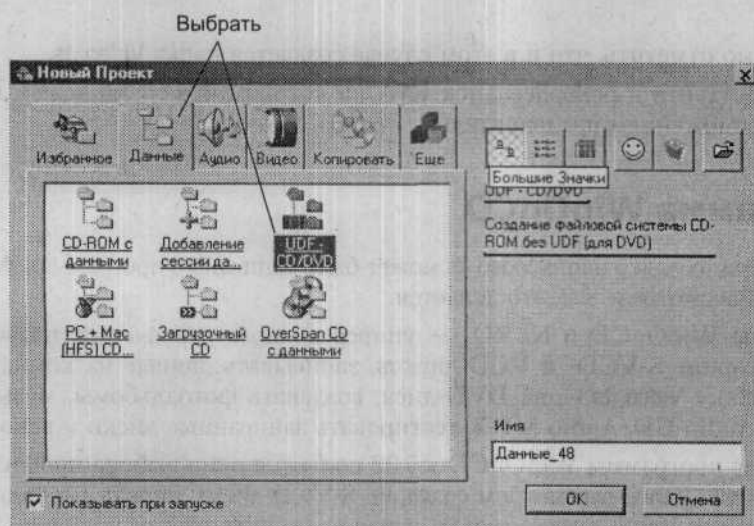 Выбрать
Новый Проект
Избранное Данные Аудио Видео Копировать Еще
Большие Значки
UDF - CD/DVD
Создание файловой системы CD-
ROM без UDF (для DVD)
CD-ROM с
данными
Добавление
сессии да...
UDF -
CD/DVD
PC + Mac
(HFS) CD...
Загрузочный
CD
OverSpan CD
с данными
Имя
Данные_48
Показывать при запуске
OK
Отмена